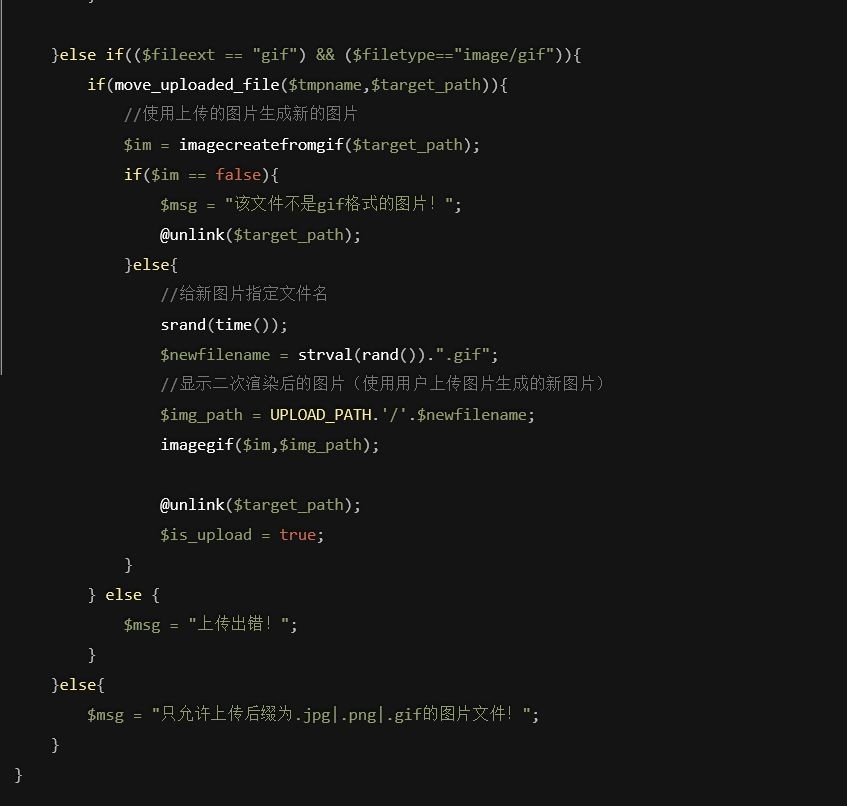 }
}else if(($fileext == "gif") && ($filetype=="image/gif")){
if(move_uploaded_file($tmpname,$target_path)){
//使用上传的图片生成新的图片
$im = imagecreatefromgif($target_path);
if($im == false){
$msg = "该文件不是gif格式的图片！";
@unlink($target_path);
}else{
//给新图片指定文件名
srand(time());
$newfilename = strval(rand()).".gif";
//显示二次渲染后的图片（使用用户上传图片生成的新图片）
$img_path = UPLOAD_PATH.'/'.$newfilename;
imagegif($im,$img_path);
@unlink($target_path);
$is_upload = true;
}
} else {
$msg = "上传出错！";
}
}else{
$msg = "只允许上传后缀为.jpg|.png|.gif的图片文件！";
}
}